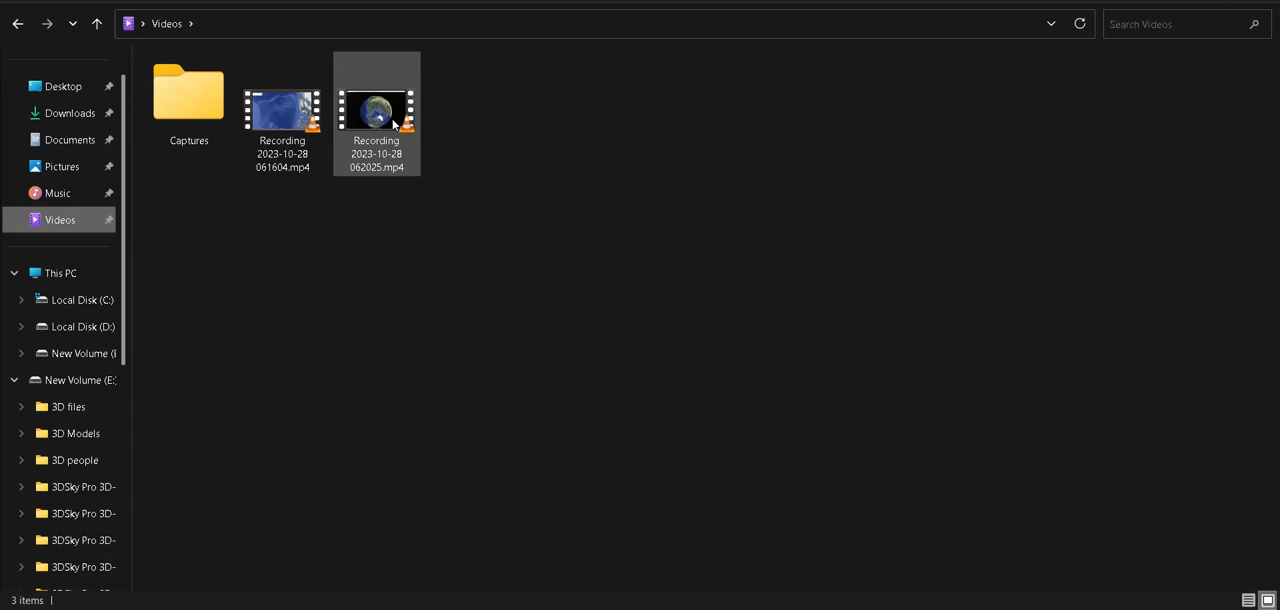 Videos
Search Videos
Desktop
Downloads
Documents
Pictures
Music
Videos
This PC
Local Disk (C:)
Local Disk (D:)
New Volume (E
New Volume (E:
3D files
3D Models
3D people
3DSky Pro 3D-
3DSky Pro 3D-
3DSky Pro 3D-
3DSky Pro 3D-
Captures
Recording
2023-10-28
061604.mp4
Recording
2023-10-28
062025.mp4
3 items